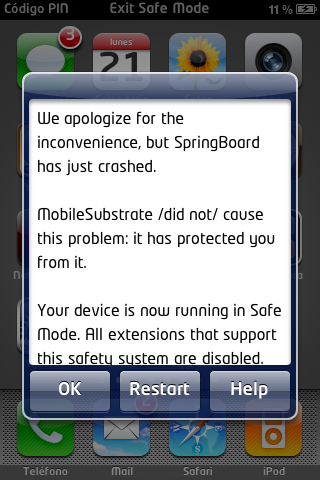 Código PIN Exit Safe Mode 11 %
3
lunes
21
We apologize for the
inconvenience, but SpringBoard
has just crashed.
MobileSubstrate /did not/ cause
this problem: it has protected you
from it.
Your device is now running in Safe
Mode. All extensions that support
this safety system are disabled.
OK Restart Help
Teléfono Mail Safari iPod